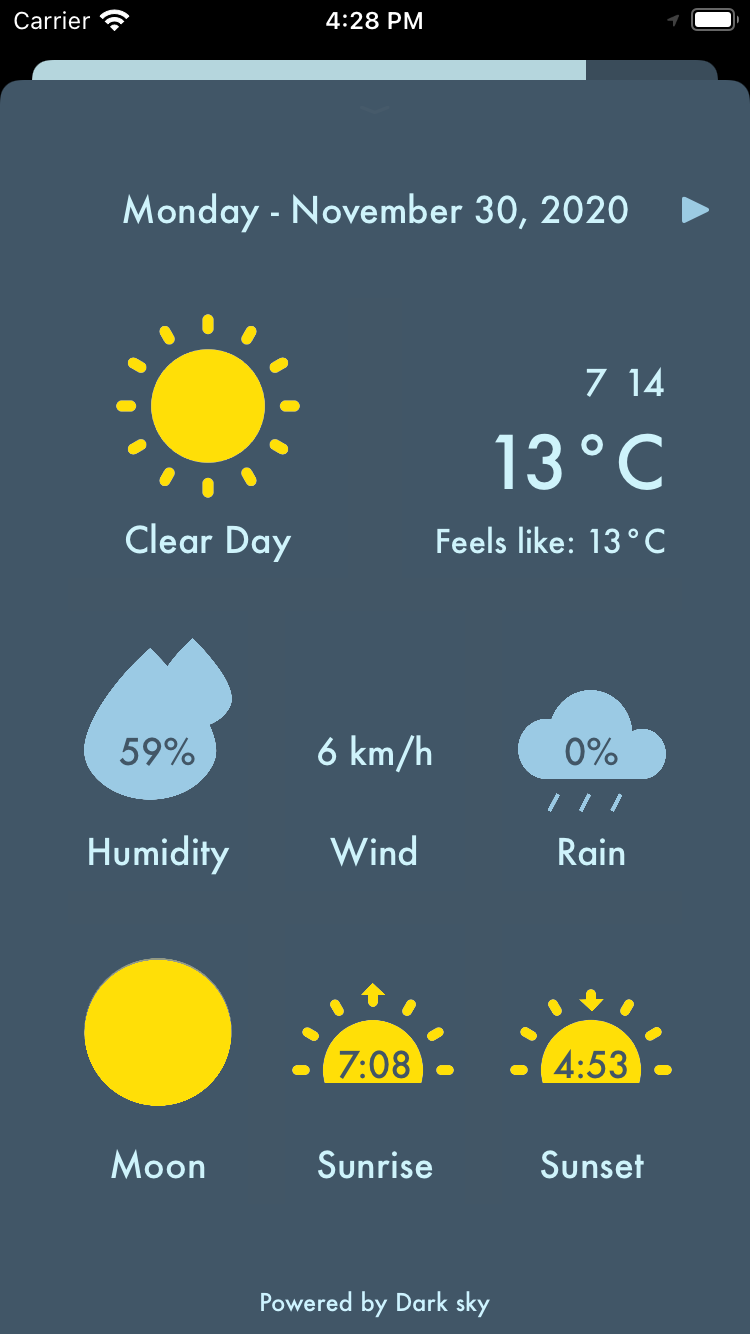 Carrier 4:28 PM
Monday - November 30, 2020
7 14
13°C
Clear Day
Feels like: 13°C
59% 6 km/h 0%
Humidity Wind Rain
7:08 4:53
Moon Sunrise Sunset
Powered by Dark sky